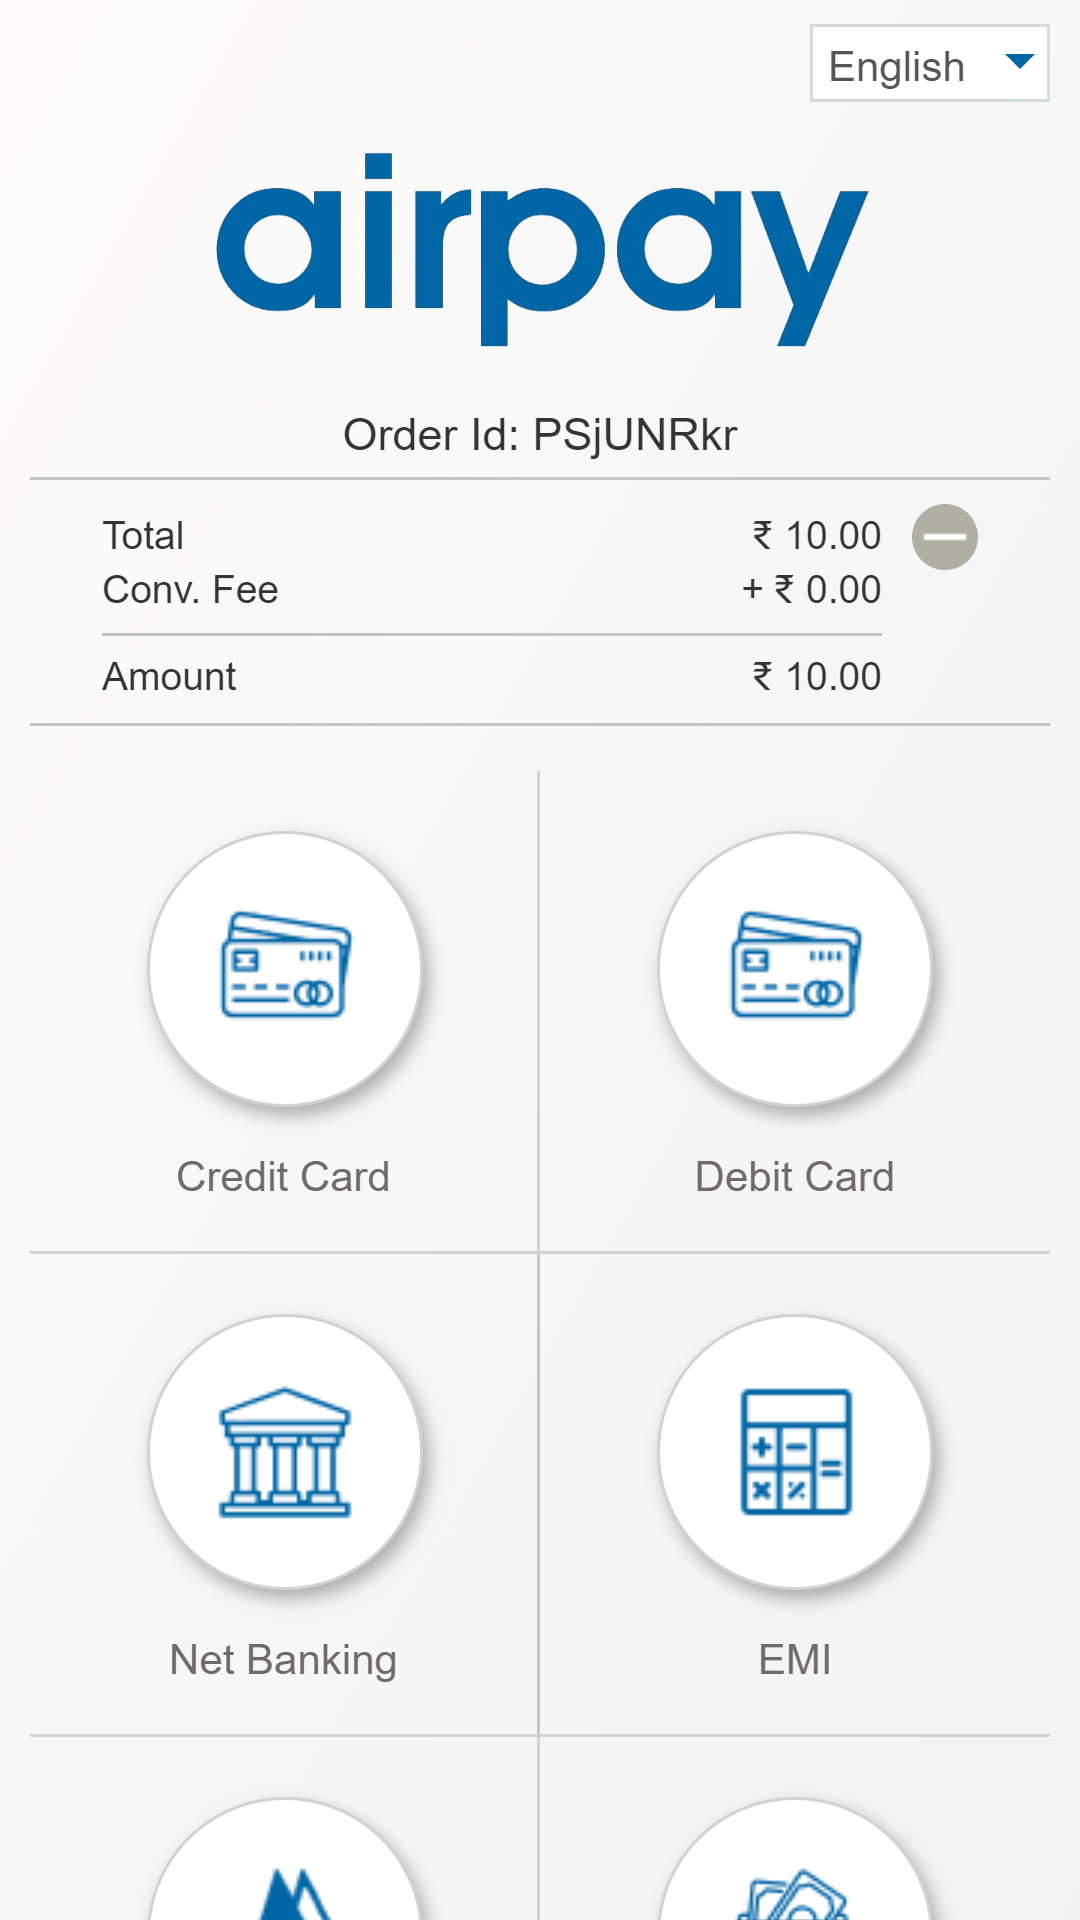 English
airpay
Order Id: PSjUNRkr
Total ₹ 10.00
Conv. Fee + ₹ 0.00
Amount ₹ 10.00
Credit Card Debit Card
Net Banking EMI